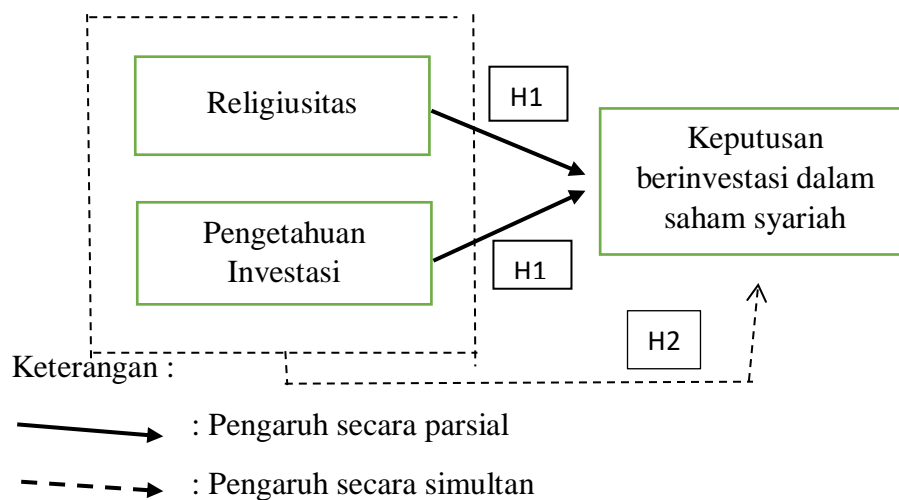 Religiusitas
H1
Keputusan
berinvestasi dalam
saham syariah
Pengetahuan
Investasi
H1
H2
Keterangan :
: Pengaruh secara parsial
: Pengaruh secara simultan